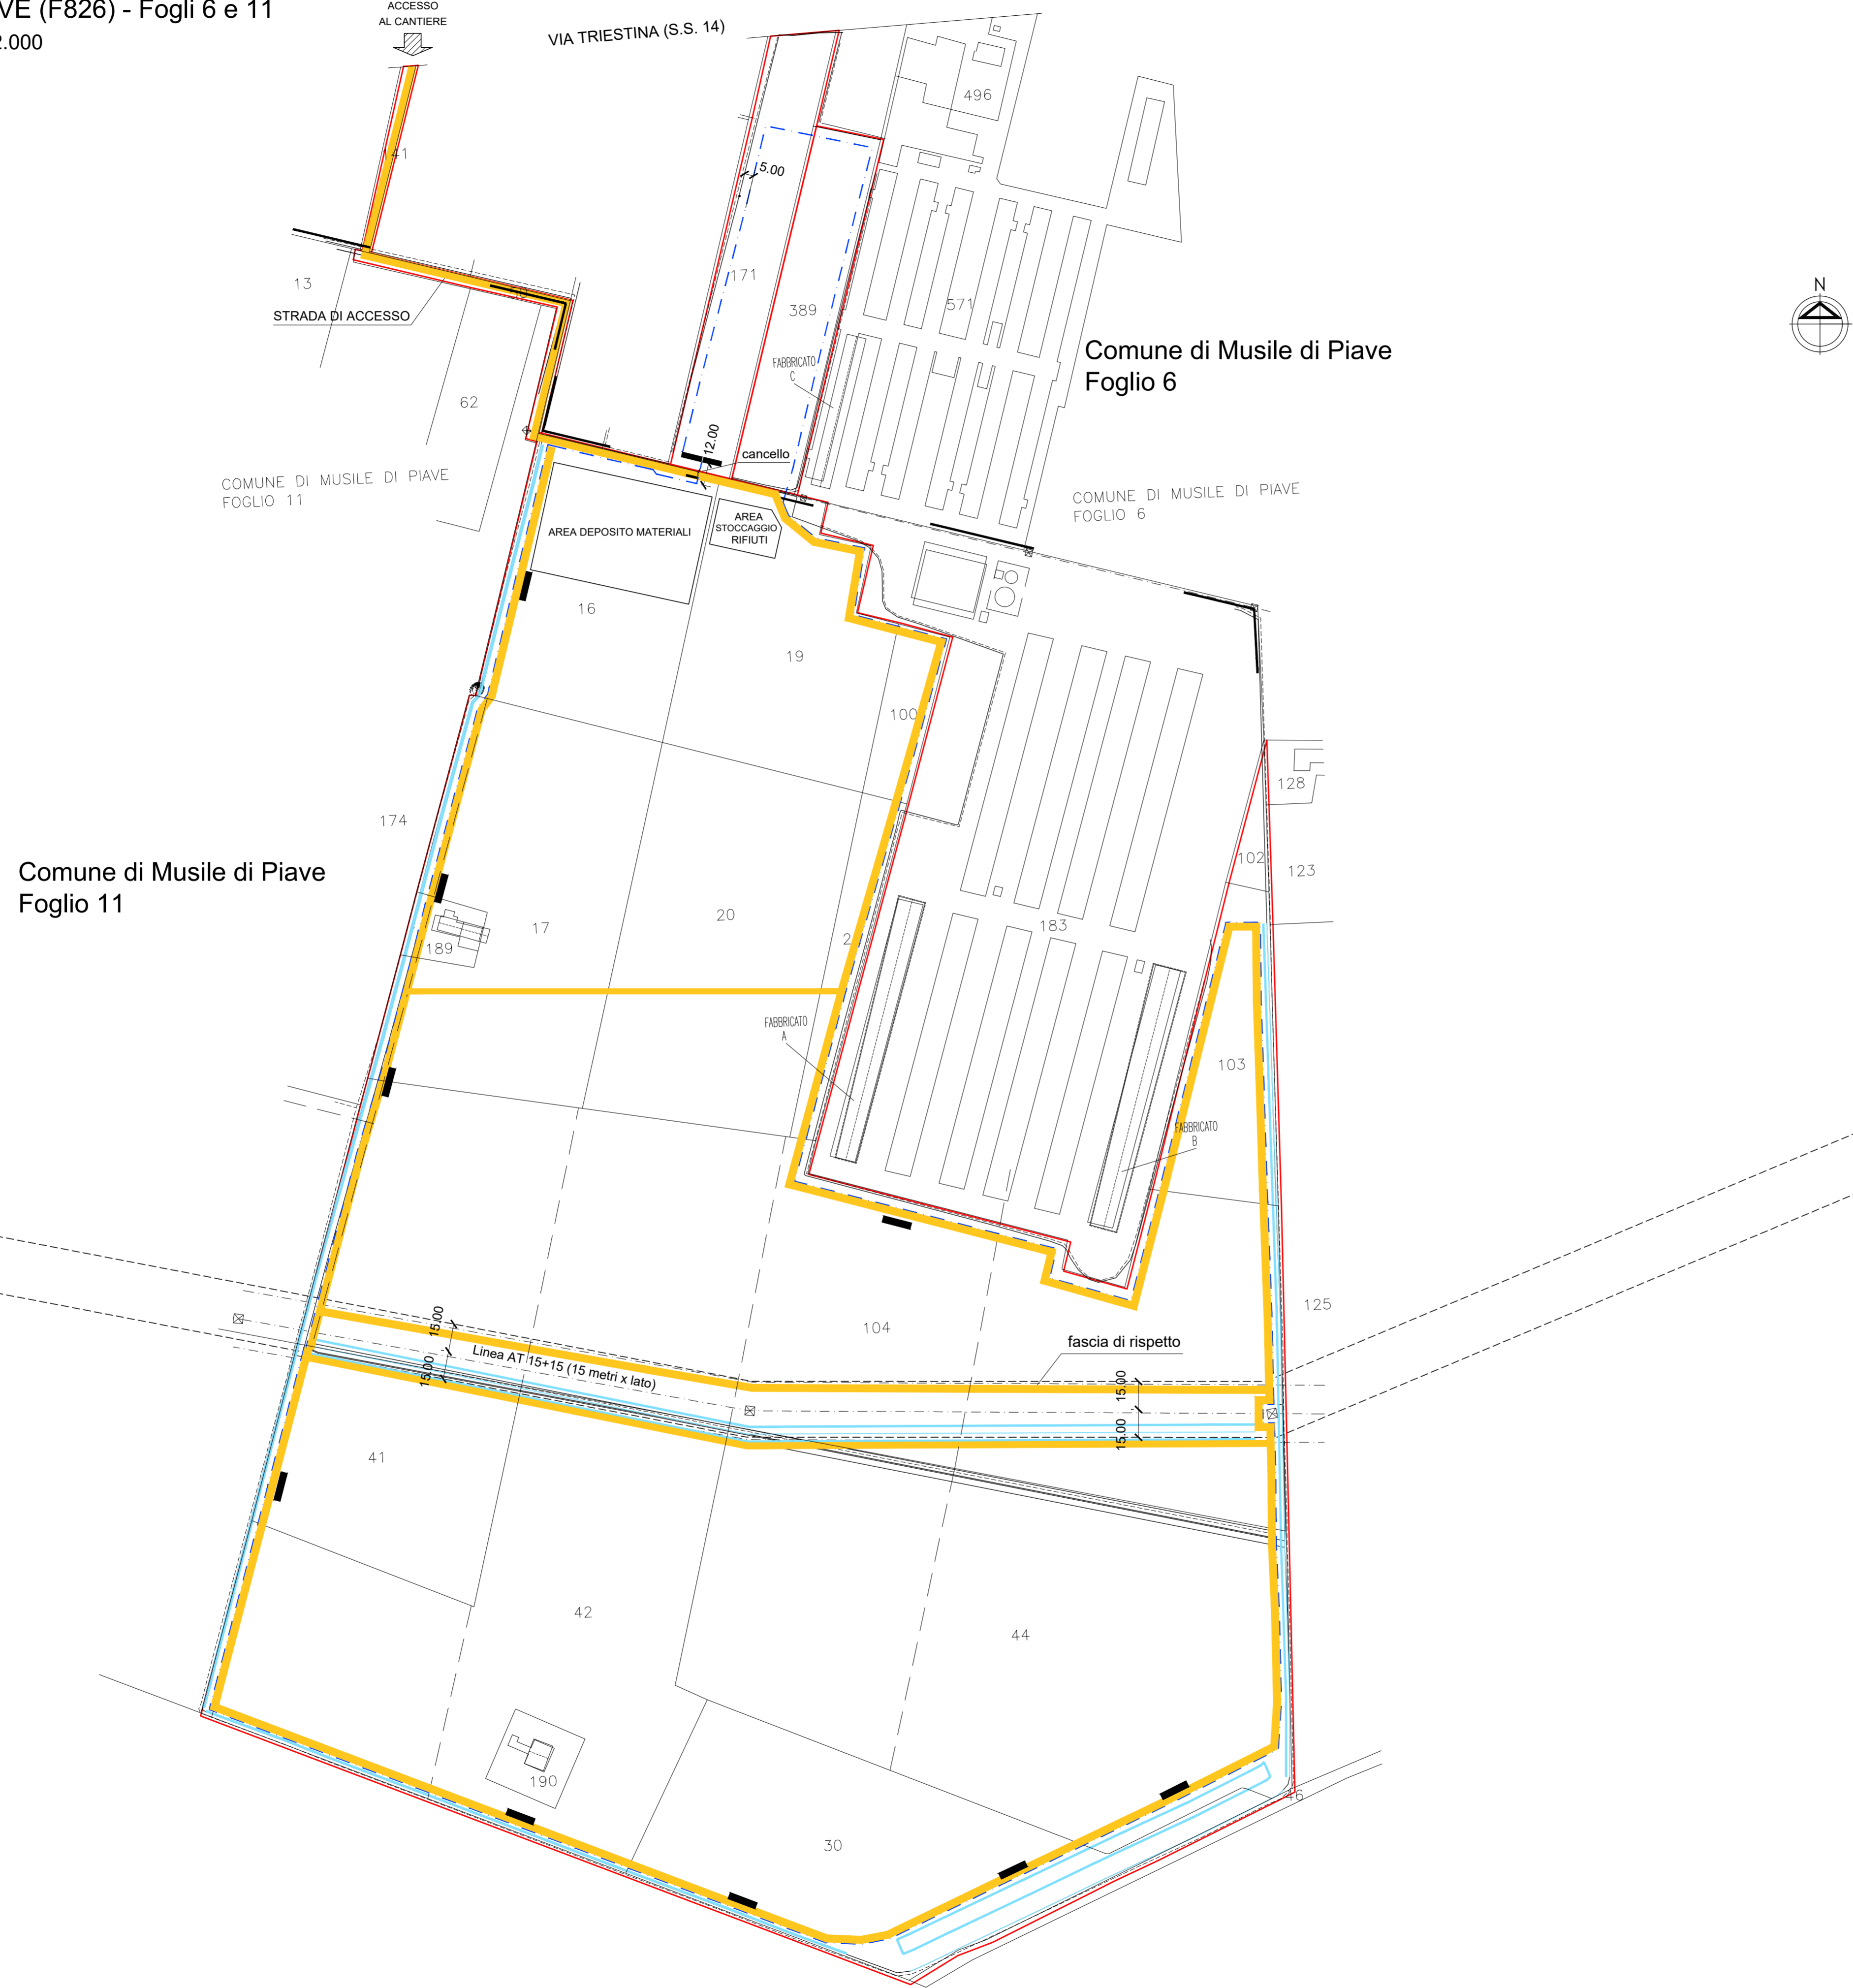 VE (F826) - Fogli 6 e 11
2.000
ACCESSO
AL CANTIERE
VIA TRIESTINA (S.S. 14)
496
141
5.00
N
13
50
171
389
571
STRADA DI ACCESSO
Comune di Musile di Piave
Foglio 6
FABBRICATO
C
62
12.00
cancello
COMUNE DI MUSILE DI PIAVE
FOGLIO 11
COMUNE DI MUSILE DI PIAVE
FOGLIO 6
AREA DEPOSITO MATERIALI
AREA
STOCCAGGIO
RIFIUTI
16
19
100
128
174
102
123
Comune di Musile di Piave
Foglio 11
17
20
183
189
FABBRICATO
A
103
FABBRICATO
B
125
104
15.00
15.00
Linea AT 15+15 (15 metri x lato)
fascia di rispetto
15.00
15.00
41
42
44
190
46
30